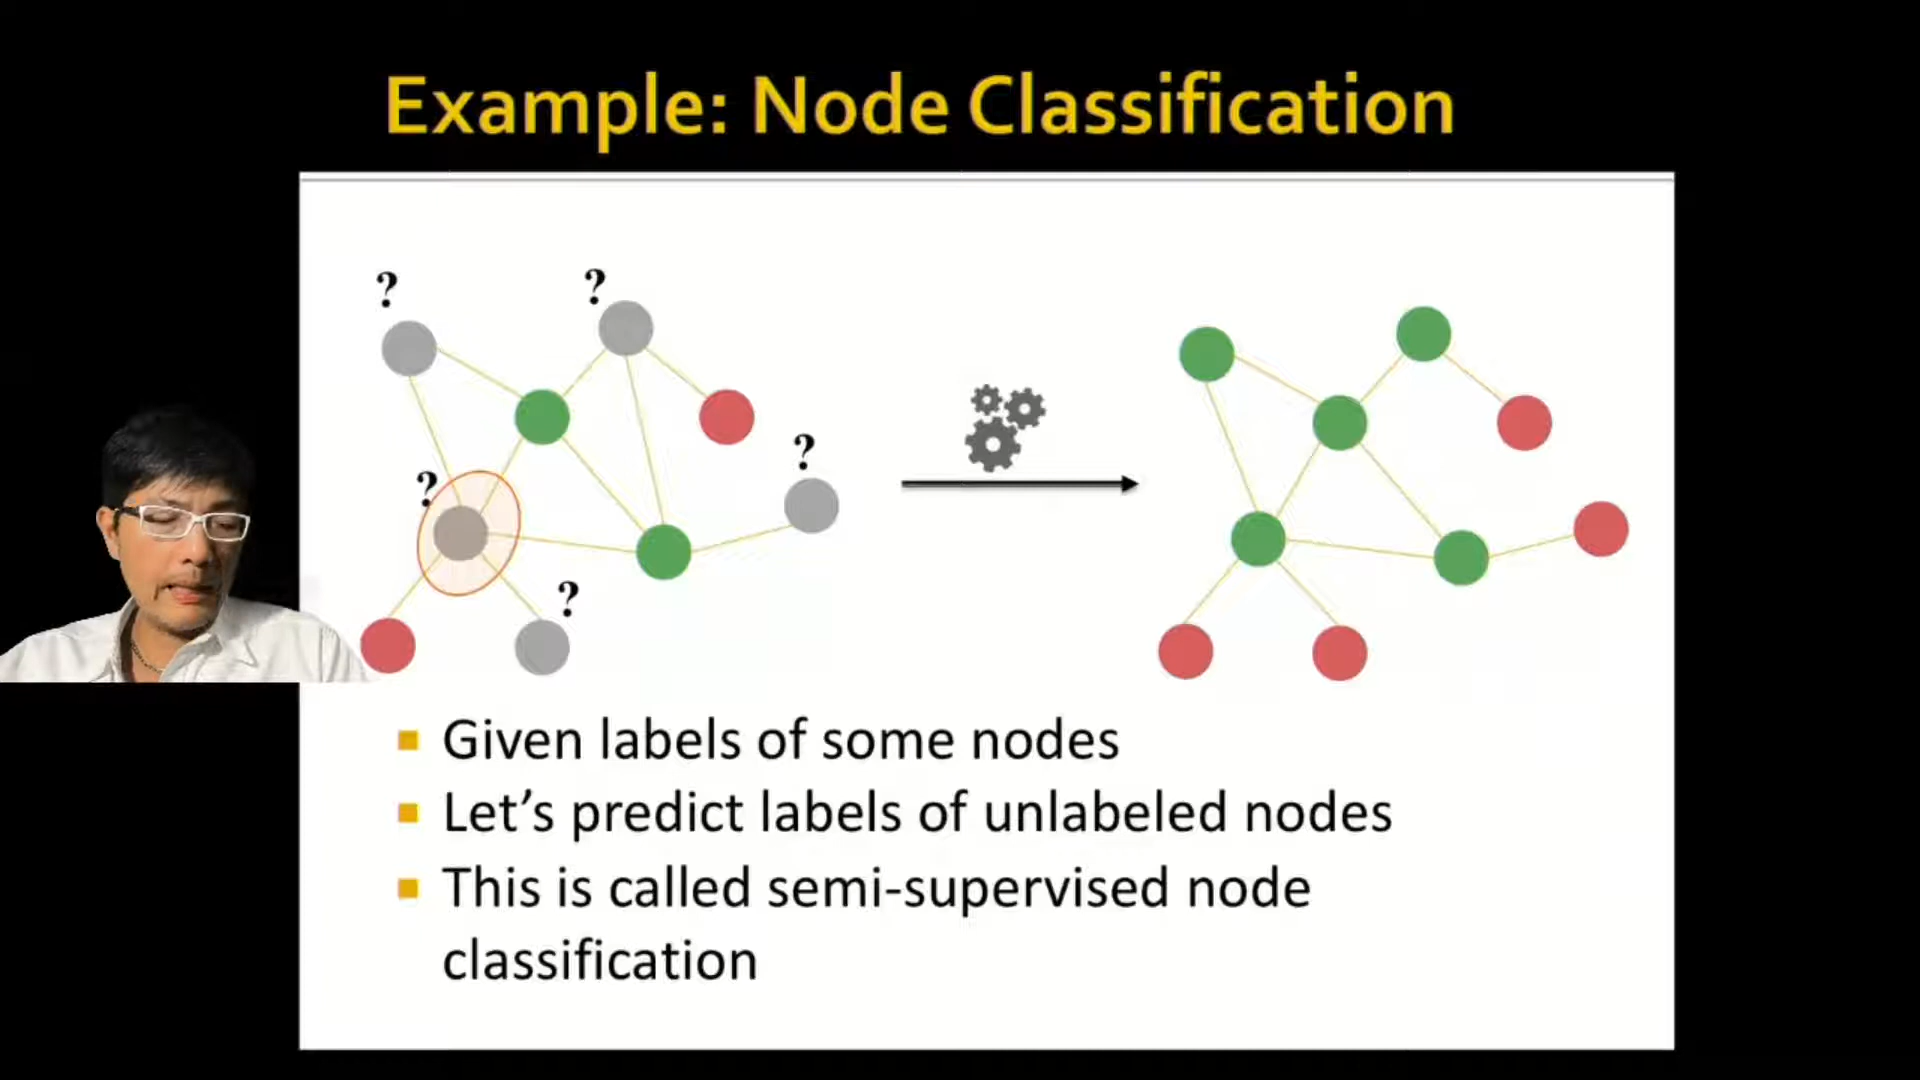 Example: Node Classification
?
?
?
?
?
Given labels of some nodes
Let’s predict labels of unlabeled nodes
This is called semi-supervised node
classification